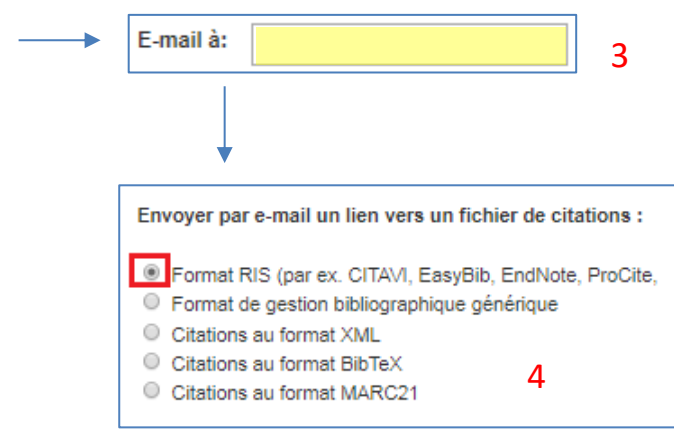 E-mail à:
3
Envoyer par e-mail un lien vers un fichier de citations :
Format RIS (par ex. CITAVI, EasyBib, EndNote, ProCite,
Format de gestion bibliographique générique
Citations au format XML
Citations au format BibTeX
Citations au format MARC21
4